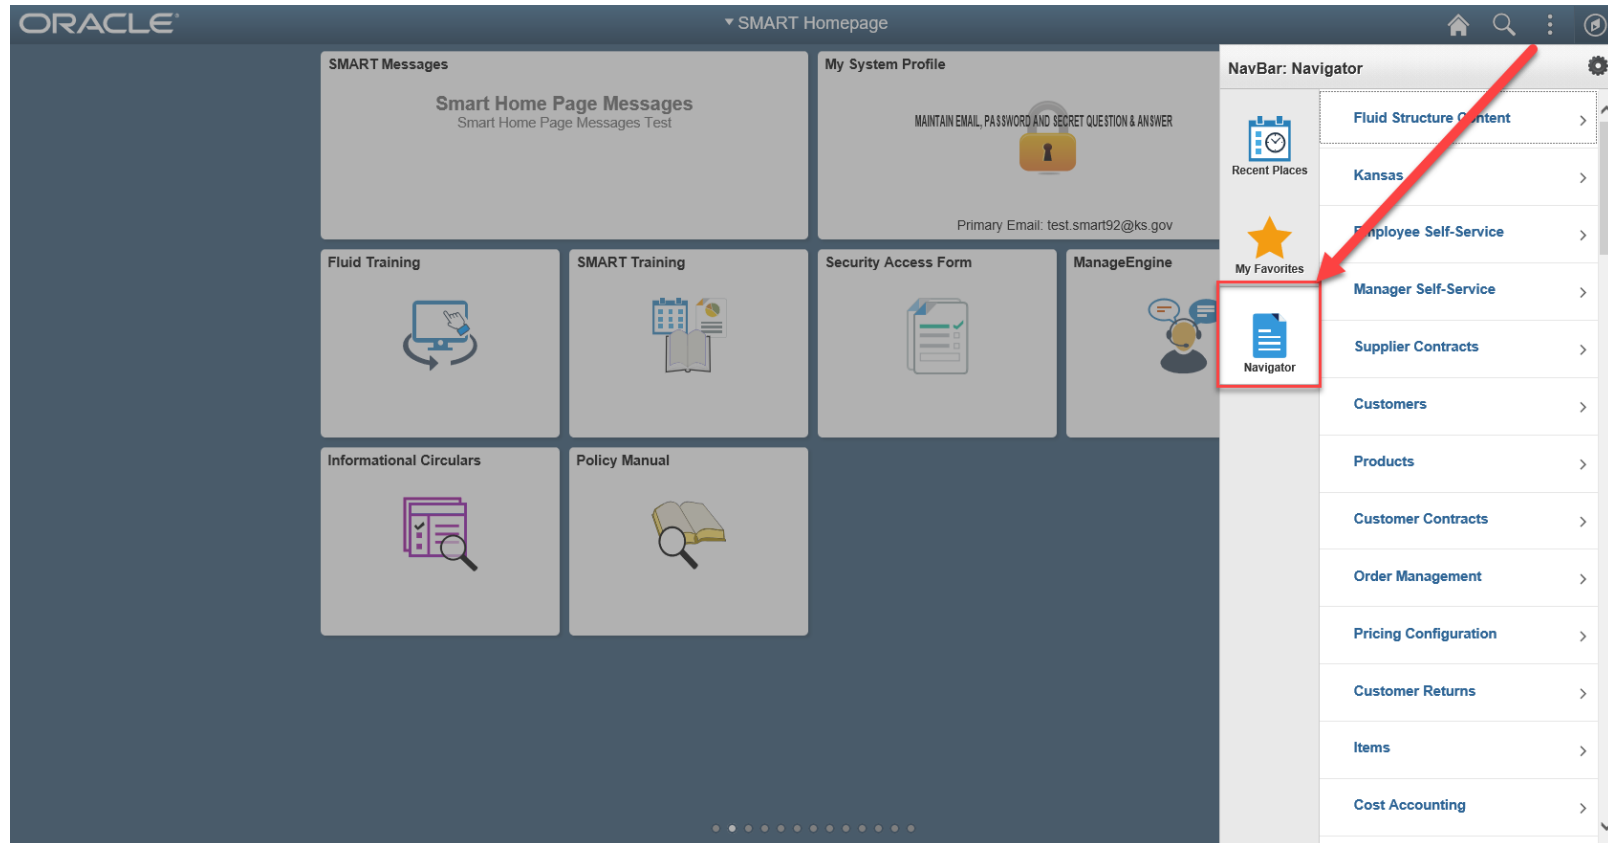 ORACLE
SMART Homepage
SMART Messages
Smart Home Page Messages
Smart Home Page Messages Test
My System Profile
MAINTAIN EMAIL, PASSWORD AND SECRET QUESTION & ANSWER
Primary Email: test.smart92@ks.gov
Fluid Training
SMART Training
Security Access Form
ManageEngine
Informational Circulars
Policy Manual
NavBar: Navigator
Recent Places
My Favorites
Navigator
Fluid Structure Content
Kansas
Employee Self-Service
Manager Self-Service
Supplier Contracts
Customers
Products
Customer Contracts
Order Management
Pricing Configuration
Customer Returns
Items
Cost Accounting